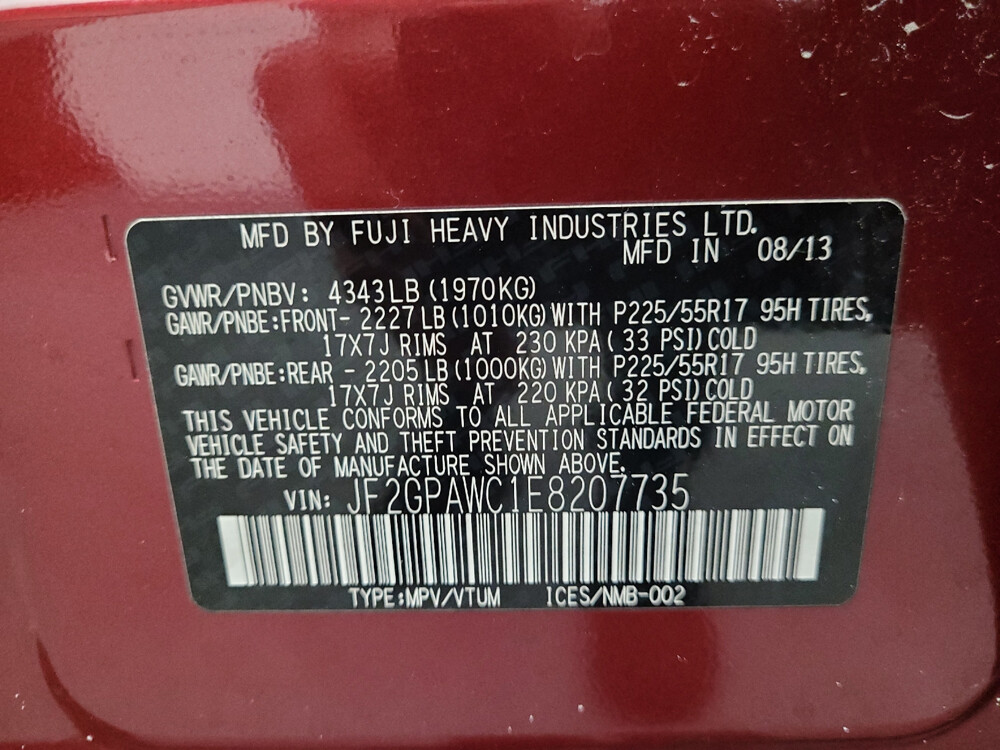 MFD BY FUJI HEAVY INDUSTRIES LTD.
MFD IN 08/13
GVWR/PNBV: 4343LB (1970KG)
GAWR/PNBE:FRONT- 2227LB (1010KG) WITH P225/55R17 95H TIRES,
17X7J RIMS AT 230 KPA( 33 PSI) COLD
GAWR/PNBE:REAR - 2205LB (1000KG) WITH P225/55R17 95H TIRES,
17X7J RIMS AT 220 KPA( 32 PSI) COLD
THIS VEHICLE CONFORMS TO ALL APPLICABLE FEDERAL MOTOR
VEHICLE SAFETY AND THEFT PREVENTION STANDARDS IN EFFECT ON
THE DATE OF MANUFACTURE SHOWN ABOVE.
VIN: JF2GPAWC1E8207735
TYPE:MPV/VTUM ICES/NMB-002